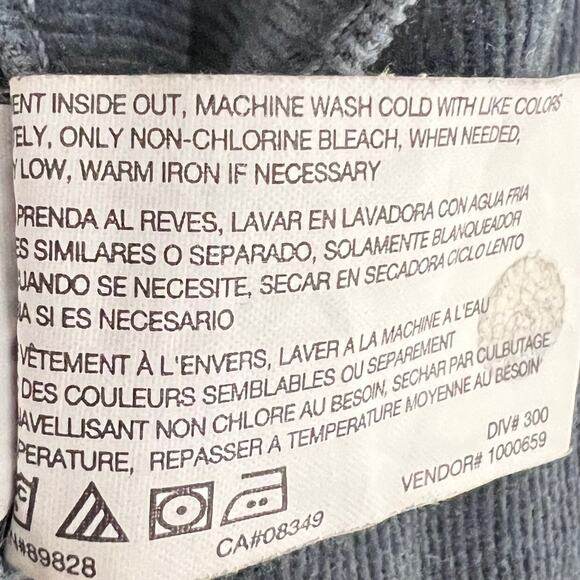 ENT INSIDE OUT, MACHINE WASH COLD WITH LIKE COLORS
TELY, ONLY NON-CHLORINE BLEACH, WHEN NEEDED,
Y LOW, WARM IRON IF NECESSARY
PRENDA AL REVES, LAVAR EN LAVADORA CON AGUA FRIA
ES SIMILARES O SEPARADO, SOLAMENTE BLANQUEADOR
UANDO SE NECESITE, SECAR EN SECADORA CICLO LENTO
IA SI ES NECESARIO
VÊTEMENT À L'ENVERS, LAVER A LA MACHINE A L'EAU
DES COULEURS SEMBLABLES OU SEPAREMENT
AVELLISANT NON CHLORE AU BESOIN, SECHAR PAR CULBUTAGE
PERATURE, REPASSER À TEMPERATURE MOYENNE AU BESOIN
DIV# 300
VENDOR# 1000659
#89828
CA#08349